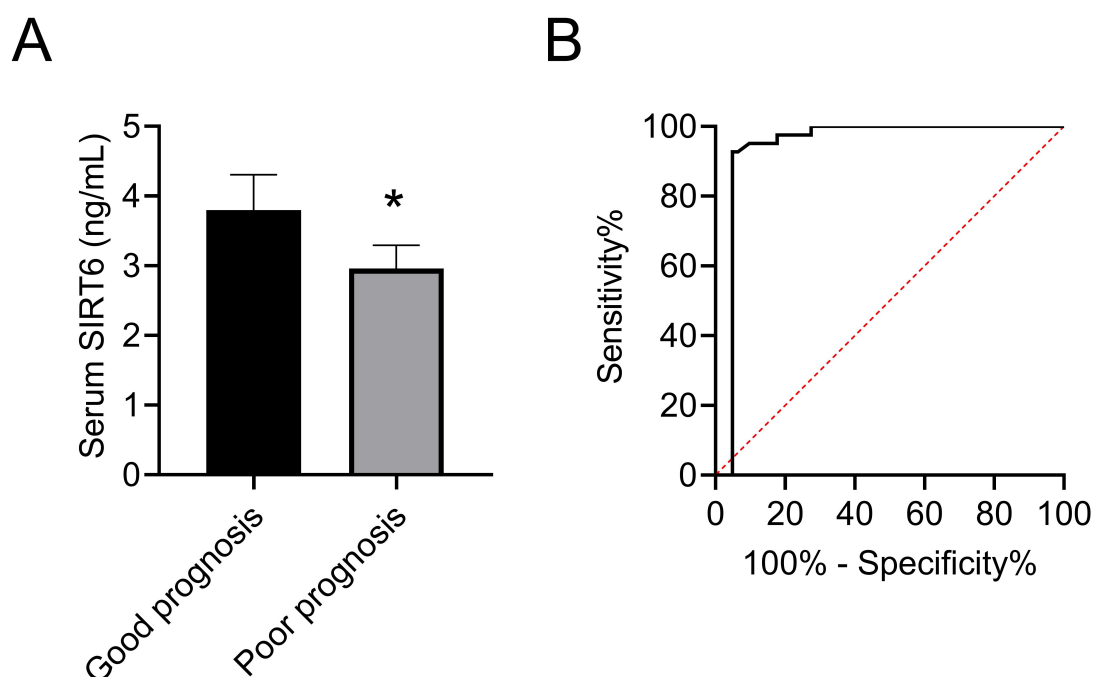 A
Serum SIRT6 (ng/mL)
5
4
3
2
1
0
*
Good prognosis
Poor prognosis
B
Sensitivity%
100
80
60
40
20
0
0 20 40 60 80 100
100% - Specificity%